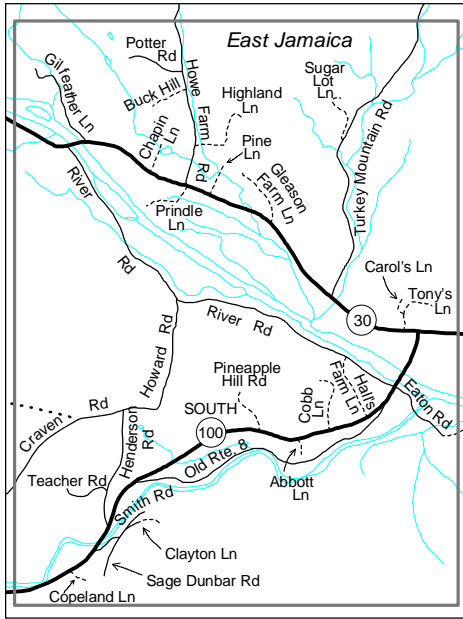 East Jamaica
Potter
Rd
Sugar
Lot
Ln
Gilfeather Ln
Buck Hill
Howe Farm
Rd
Highland
Ln
Chapin
Ln
Pine
Ln
Gleason
Farm Ln
Turkey Mountain Rd
River
Rd
Prindle Ln
Carol's Ln
Tony's
Ln
30
River Rd
Howard Rd
Pineapple
Hill Rd
Hall's
Farm Ln
Cobb
Ln
Eaton Rd
SOUTH
100
Craven Rd
Henderson
Rd
Old Rte. 8
Abbott
Ln
Teacher Rd
Smith Rd
Clayton Ln
Sage Dunbar Rd
Copeland Ln